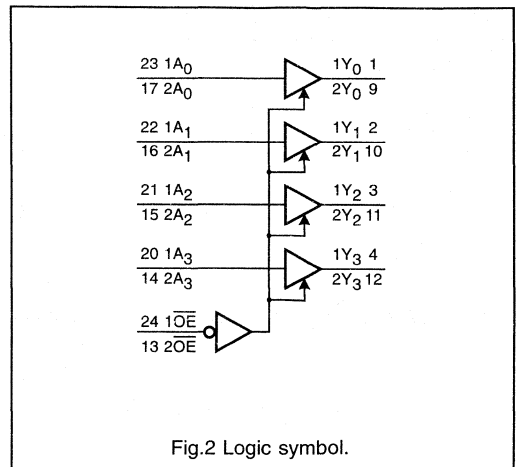 23 1A0 1Y0 1
17 2A0 2Y0 9
22 1A1 1Y1 2
16 2A1 2Y1 10
21 1A2 1Y2 3
15 2A2 2Y2 11
20 1A3 1Y3 4
14 2A3 2Y3 12
24 1O̅E̅
13 2O̅E̅
Fig.2 Logic symbol.